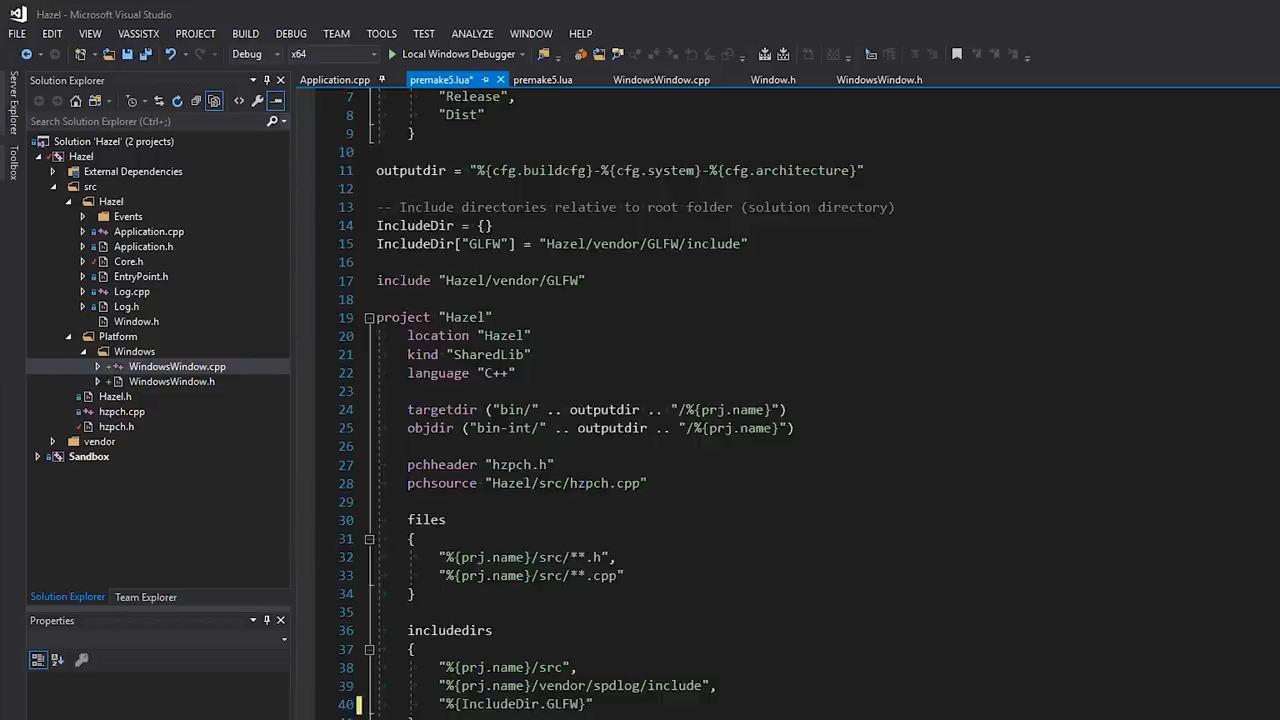 Hazel - Microsoft Visual Studio
FILE EDIT VIEW VASSISTX PROJECT BUILD DEBUG TEAM TOOLS TEST ANALYZE WINDOW HELP
Debug x64 Local Windows Debugger
Server Explorer
Toolbox
Solution Explorer
Search Solution Explorer (Ctrl+;)
Solution 'Hazel' (2 projects)
Hazel
External Dependencies
src
Hazel
Events
Application.cpp
Application.h
Core.h
EntryPoint.h
Log.cpp
Log.h
Window.h
Platform
Windows
WindowsWindow.cpp
WindowsWindow.h
Hazel.h
hzpch.cpp
hzpch.h
vendor
Sandbox
Solution Explorer Team Explorer
Properties
Application.cpp premake5.lua* premake5.lua WindowsWindow.cpp Window.h WindowsWindow.h
7 "Release",
8 "Dist"
9 }
10
11 outputdir = "%{cfg.buildcfg}-%{cfg.system}-%{cfg.architecture}"
12
13 -- Include directories relative to root folder (solution directory)
14 IncludeDir = {}
15 IncludeDir["GLFW"] = "Hazel/vendor/GLFW/include"
16
17 include "Hazel/vendor/GLFW"
18
19 project "Hazel"
20 location "Hazel"
21 kind "SharedLib"
22 language "C++"
23
24 targetdir ("bin/" .. outputdir .. "/%{prj.name}")
25 objdir ("bin-int/" .. outputdir .. "/%{prj.name}")
26
27 pchheader "hzpch.h"
28 pchsource "Hazel/src/hzpch.cpp"
29
30 files
31 {
32 "%{prj.name}/src/**.h",
33 "%{prj.name}/src/**.cpp"
34 }
35
36 includedirs
37 {
38 "%{prj.name}/src",
39 "%{prj.name}/vendor/spdlog/include",
40 "%{IncludeDir.GLFW}"